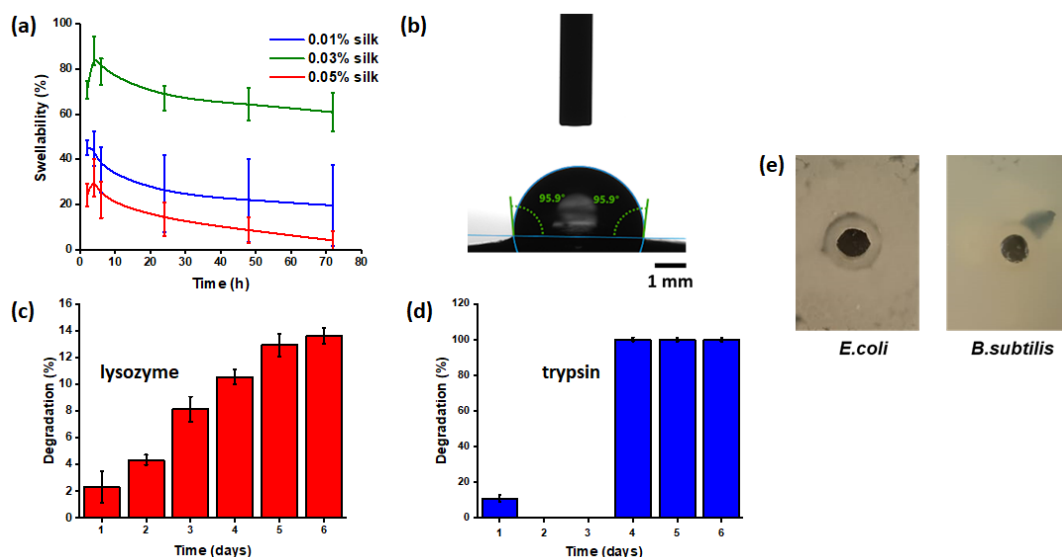 (a)
100
80
60
40
20
0
Swellability (%)
0 10 20 30 40 50 60 70 80
Time (h)
0.01% silk
0.03% silk
0.05% silk
(b)
95.9° 95.9°
1 mm
(c)
16
14
12
10
8
6
4
2
0
Degradation (%)
lysozyme
1 2 3 4 5 6
Time (days)
(d)
120
100
80
60
40
20
0
Degradation (%)
trypsin
1 2 3 4 5 6
Time (days)
(e)
E.coli B.subtilis